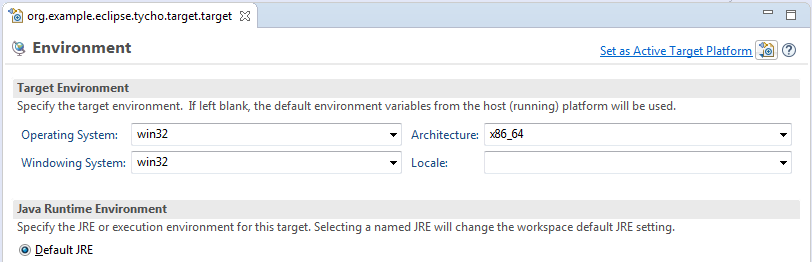 org.example.eclipse.tycho.target.target
Environment
Set as Active Target Platform
Target Environment
Specify the target environment. If left blank, the default environment variables from the host (running) platform will be used.
Operating System: win32 Architecture: x86_64
Windowing System: win32 Locale:
Java Runtime Environment
Specify the JRE or execution environment for this target. Selecting a named JRE will change the workspace default JRE setting.
Default JRE